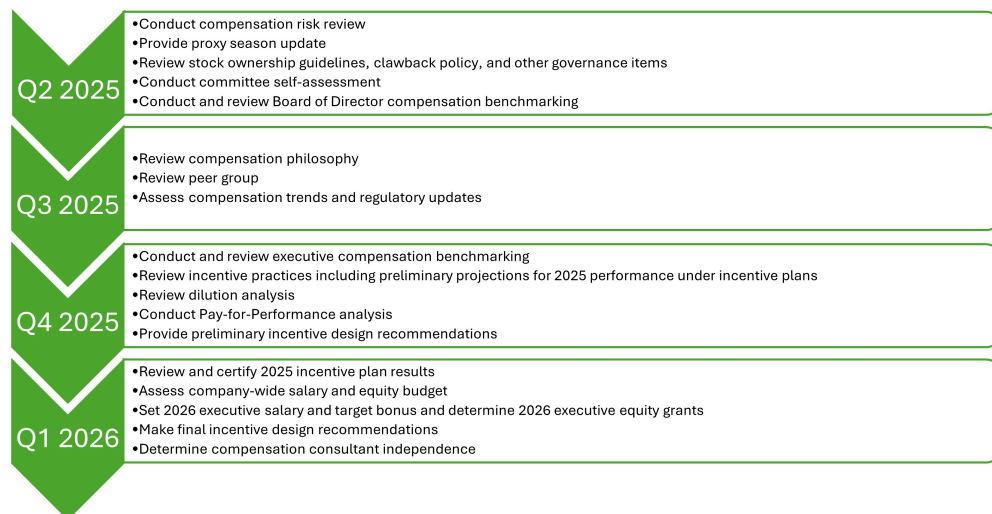 Q2 2025
•Conduct compensation risk review
•Provide proxy season update
•Review stock ownership guidelines, clawback policy, and other governance items
•Conduct committee self-assessment
•Conduct and review Board of Director compensation benchmarking
Q3 2025
•Review compensation philosophy
•Review peer group
•Assess compensation trends and regulatory updates
Q4 2025
•Conduct and review executive compensation benchmarking
•Review incentive practices including preliminary projections for 2025 performance under incentive plans
•Review dilution analysis
•Conduct Pay-for-Performance analysis
•Provide preliminary incentive design recommendations
Q1 2026
•Review and certify 2025 incentive plan results
•Assess company-wide salary and equity budget
•Set 2026 executive salary and target bonus and determine 2026 executive equity grants
•Make final incentive design recommendations
•Determine compensation consultant independence